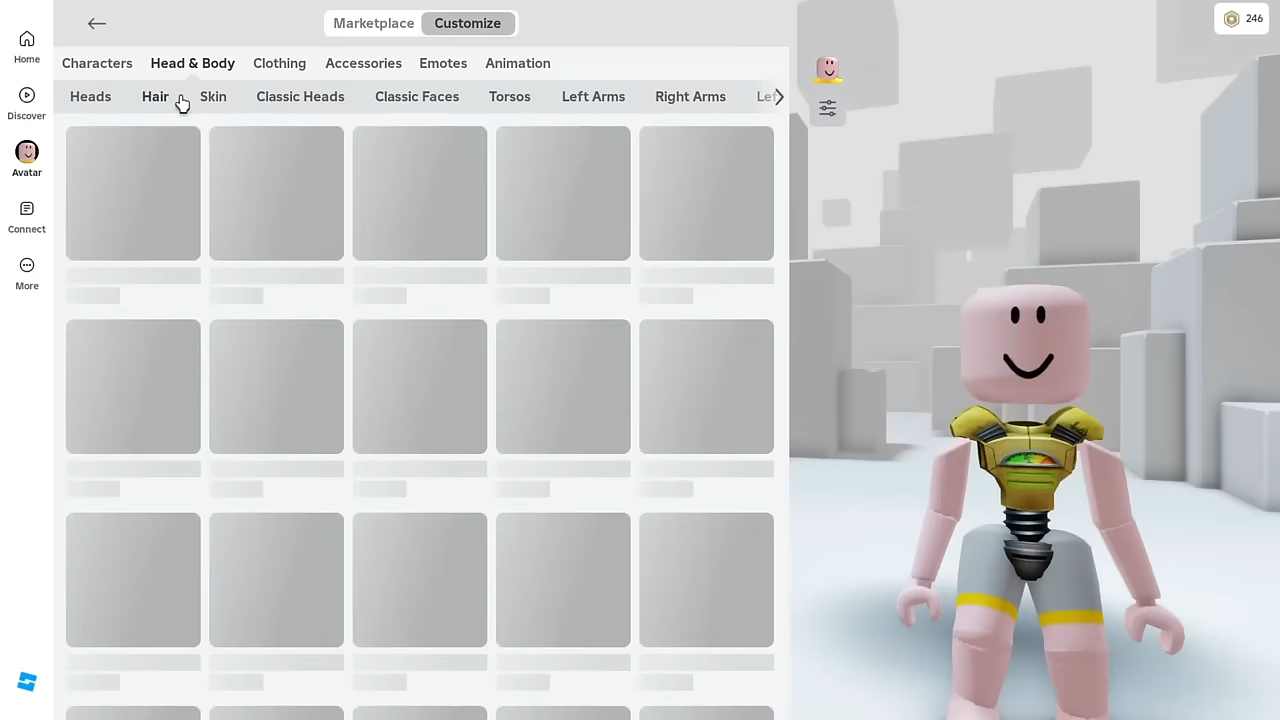 Marketplace Customize
246
Home
Discover
Avatar
Connect
More
Characters Head & Body Clothing Accessories Emotes Animation
Heads Hair Skin Classic Heads Classic Faces Torsos Left Arms Right Arms